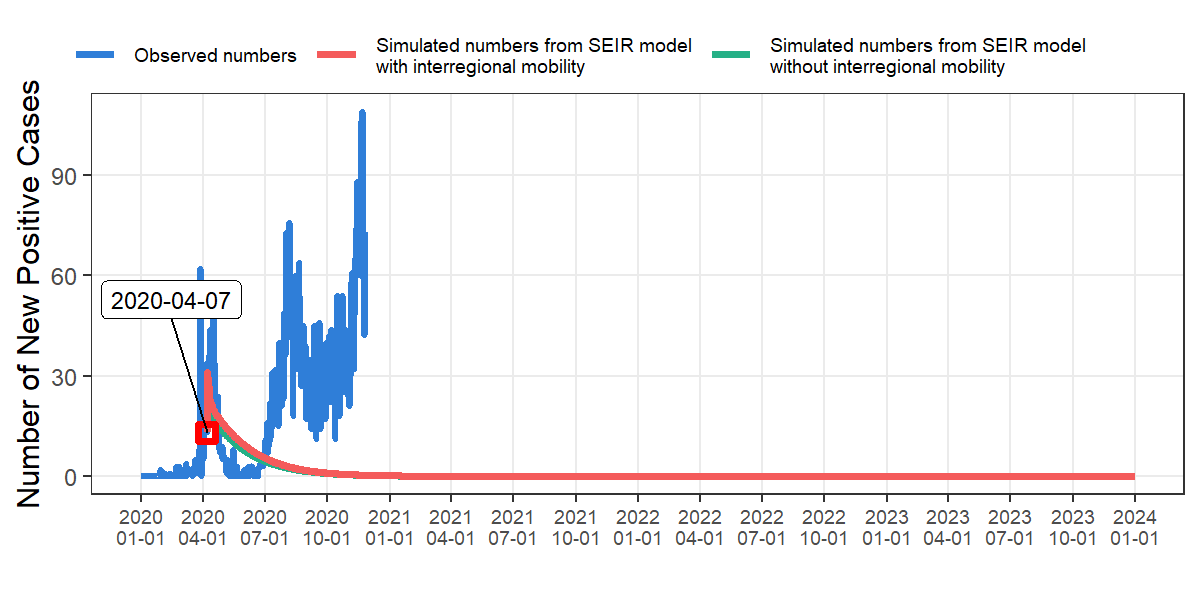 Observed numbers
Simulated numbers from SEIR model
with interregional mobility
Simulated numbers from SEIR model
without interregional mobility
Number of New Positive Cases
90
60
30
0
2020-04-07
2020 2020 2020 2020 2021 2021 2021 2021 2022 2022 2022 2022 2023 2023 2023 2023 2024
01-01 04-01 07-01 10-01 01-01 04-01 07-01 10-01 01-01 04-01 07-01 10-01 01-01 04-01 07-01 10-01 01-01